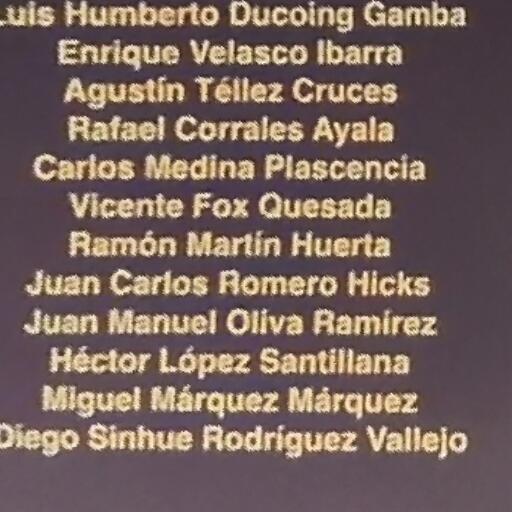 Luis Humberto Ducoing Gamba
Enrique Velasco Ibarra
Agustín Téllez Cruces
Rafael Corrales Ayala
Carlos Medina Plascencia
Vicente Fox Quesada
Ramón Martín Huerta
Juan Carlos Romero Hicks
Juan Manuel Oliva Ramírez
Héctor López Santillana
Miguel Márquez Márquez
Diego Sinhue Rodríguez Vallejo